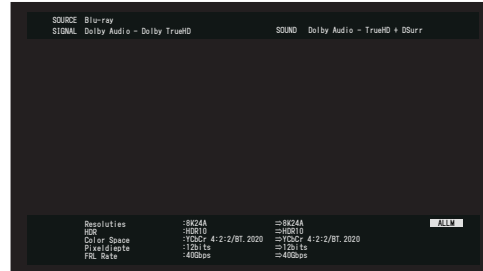 SOURCE Blu-ray
SIGNAL Dolby Audio - Dolby TrueHD SOUND Dolby Audio - TrueHD + DSurr
Resoluties :8K24A ⇒8K24A ALLM
HDR :HDR10 ⇒HDR10
Color Space :YCbCr 4:2:2/BT.2020 ⇒YCbCr 4:2:2/BT.2020
Pixeldiepte :12bits ⇒12bits
FRL Rate :40Gbps ⇒40Gbps